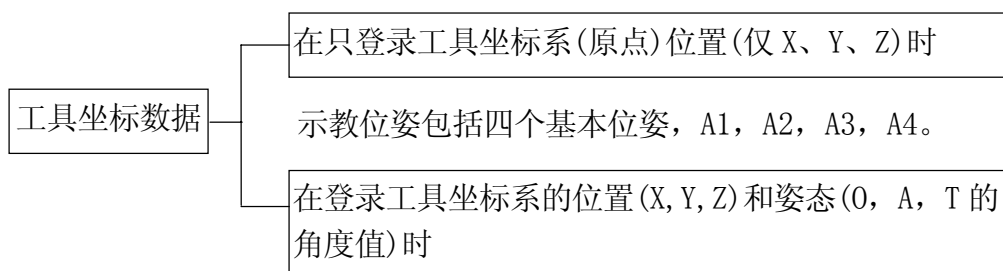 在只登录工具坐标系(原点)位置(仅 X、Y、Z)时
工具坐标数据
示教位姿包括四个基本位姿，A1，A2，A3，A4。
在登录工具坐标系的位置(X,Y,Z)和姿态(O，A，T 的
角度值)时